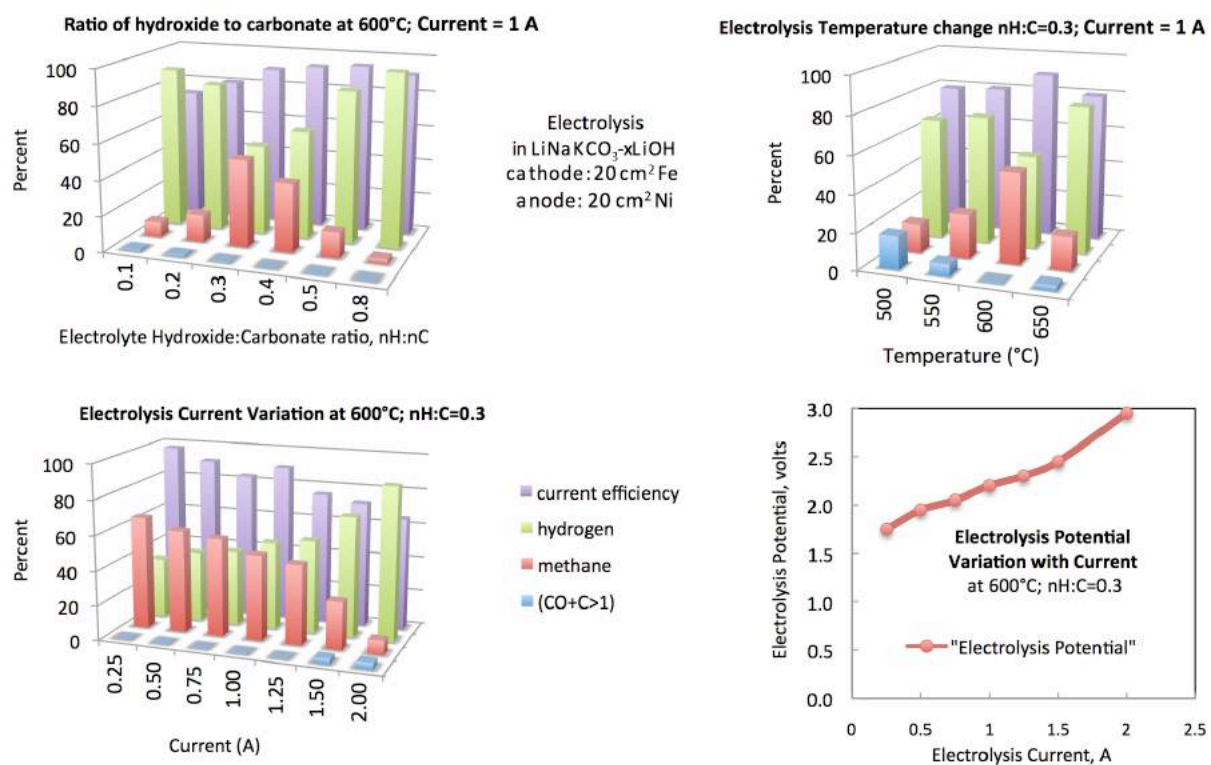 Ratio of hydroxide to carbonate at 600°C; Current = 1 A
Percent
100
80
60
40
20
0
0.1
0.2
0.3
0.4
0.5
0.8
Electrolyte Hydroxide:Carbonate ratio, nH:nC
Electrolysis
in LiNaKCO₃-xLiOH
cathode: 20 cm² Fe
anode: 20 cm² Ni
Electrolysis Temperature change nH:C=0.3; Current = 1 A
Percent
100
80
60
40
20
0
500
550
600
650
Temperature (°C)
Electrolysis Current Variation at 600°C; nH:C=0.3
Percent
100
80
60
40
20
0
0.25
0.50
0.75
1.00
1.25
1.50
2.00
Current (A)
current efficiency
hydrogen
methane
(CO+C>1)
Electrolysis Potential, volts
3.0
2.5
2.0
1.5
1.0
0.5
0.0
Electrolysis Potential
Variation with Current
at 600°C; nH:C=0.3
"Electrolysis Potential"
0
0.5
1
1.5
2
2.5
Electrolysis Current, A